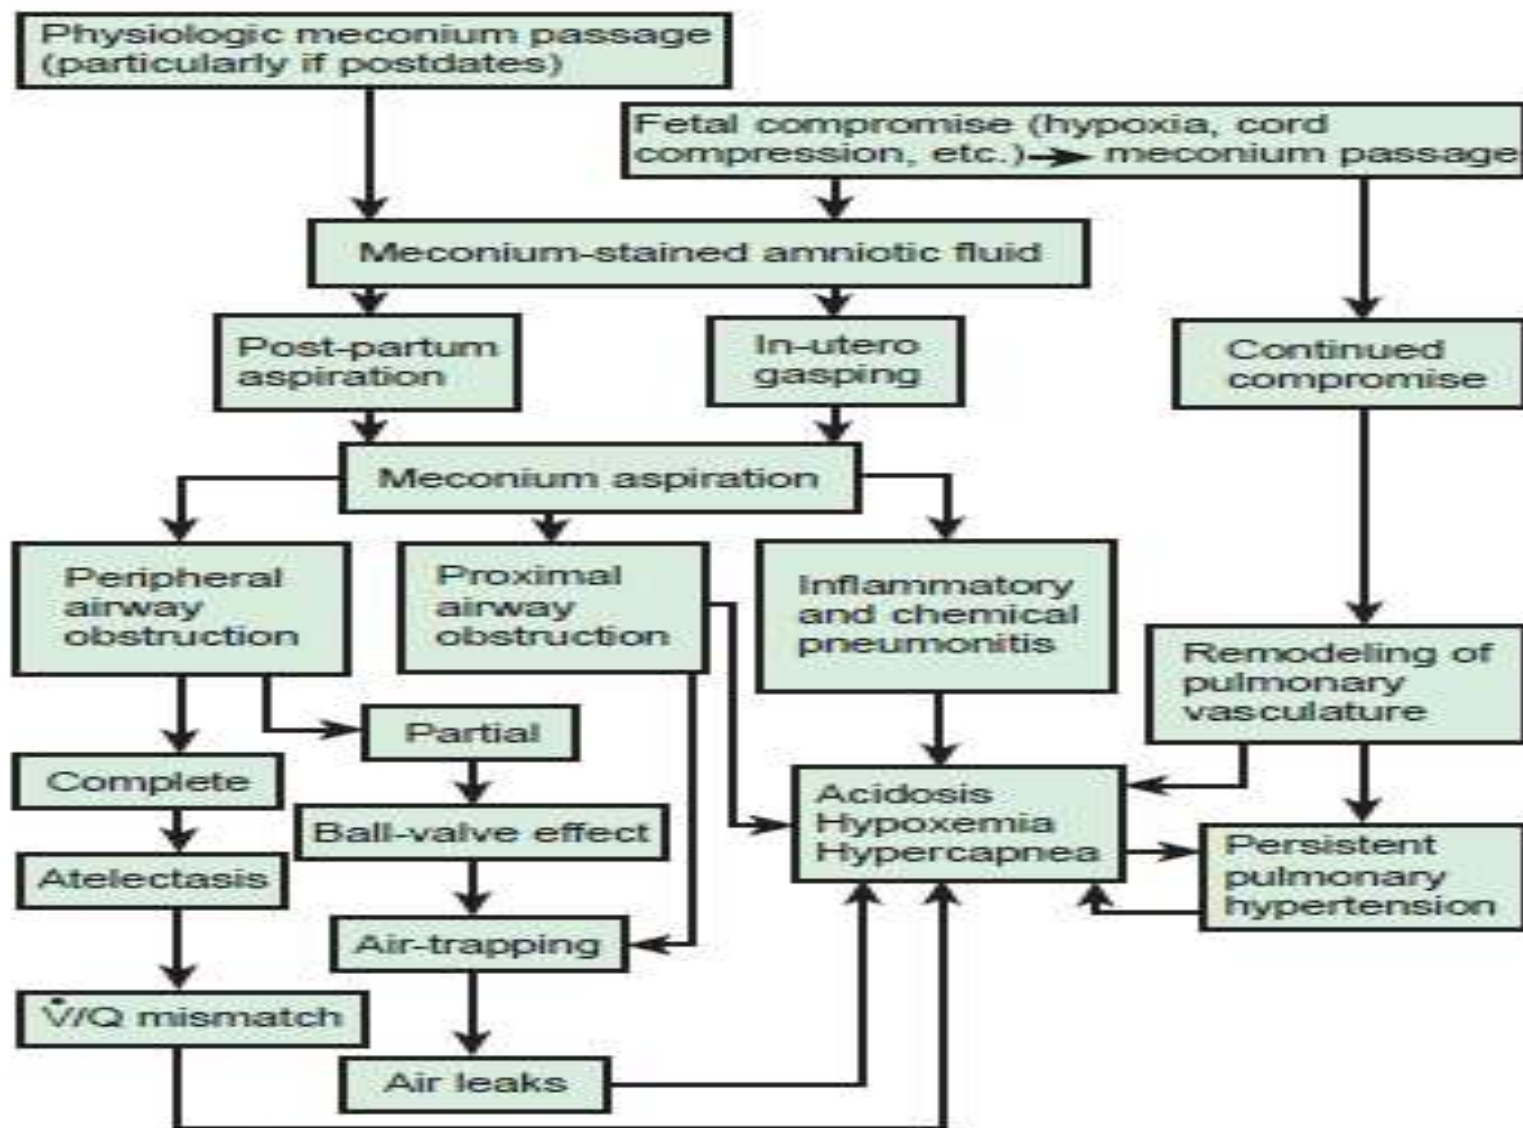 Physiologic meconium passage
(particularly if postdates)
Fetal compromise (hypoxia, cord
compression, etc.) → meconium passage
Meconium-stained amniotic fluid
Post-partum
aspiration
In-utero
gasping
Continued
compromise
Meconium aspiration
Peripheral
airway
obstruction
Proximal
airway
obstruction
Inflammatory
and chemical
pneumonitis
Remodeling of
pulmonary
vasculature
Partial
Complete
Acidosis
Hypoxemia
Hypercapnea
Ball-valve effect
Persistent
pulmonary
hypertension
Atelectasis
Air-trapping
V̇/Q mismatch
Air leaks